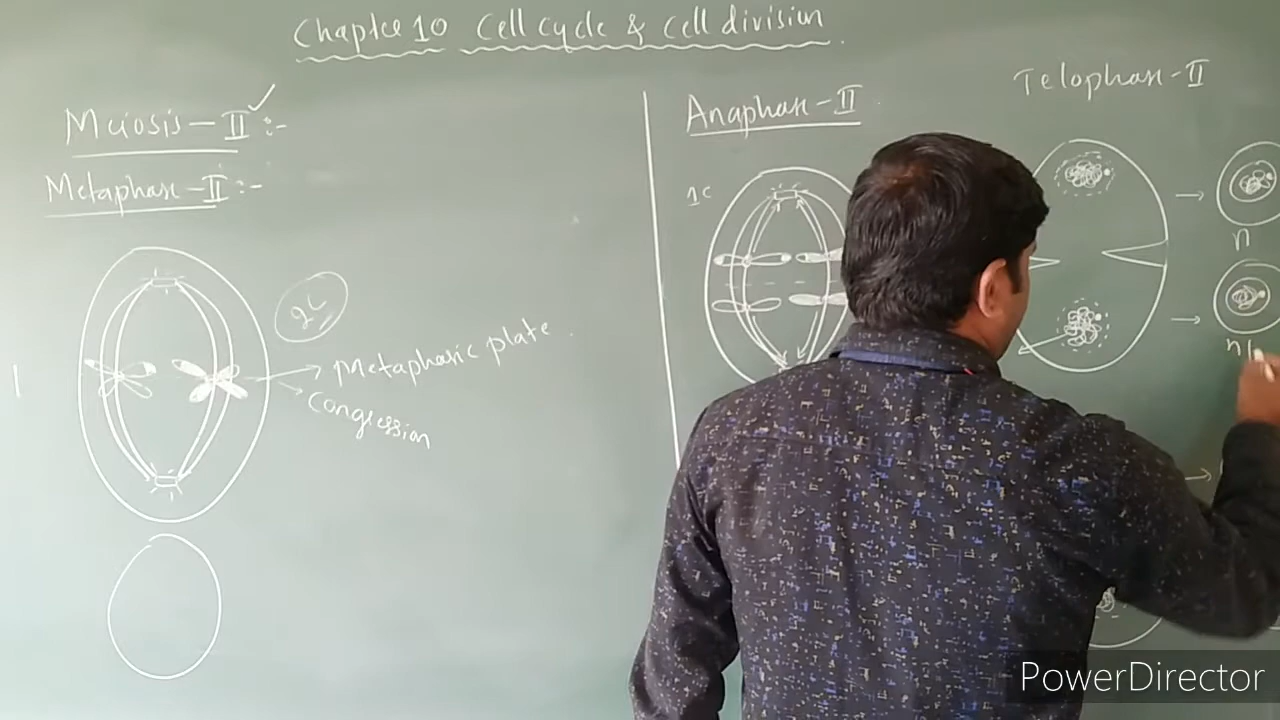 Chapter 10 Cell cycle & Cell division.
Meiosis-II :-
Metaphase-II :-
2C
Metaphasic plate.
Congression
Anaphase-II
1C
Telophase-II
n
n
PowerDirector